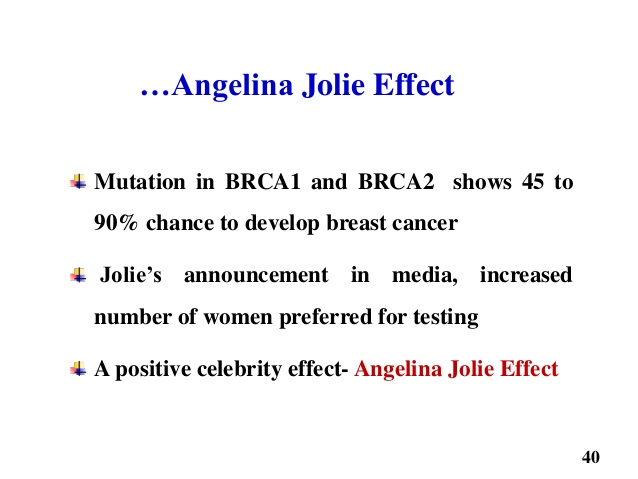 …Angelina Jolie Effect
Mutation in BRCA1 and BRCA2 shows 45 to
90% chance to develop breast cancer
Jolie’s announcement in media, increased
number of women preferred for testing
A positive celebrity effect- Angelina Jolie Effect
40